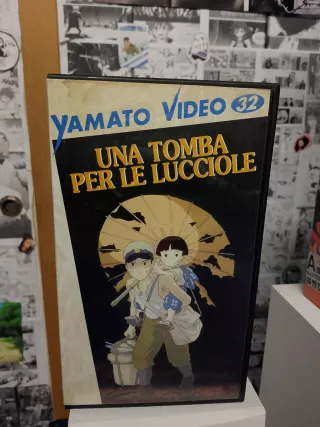 YAMATO VIDEO 32
UNA TOMBA
PER LE LUCCIOLE